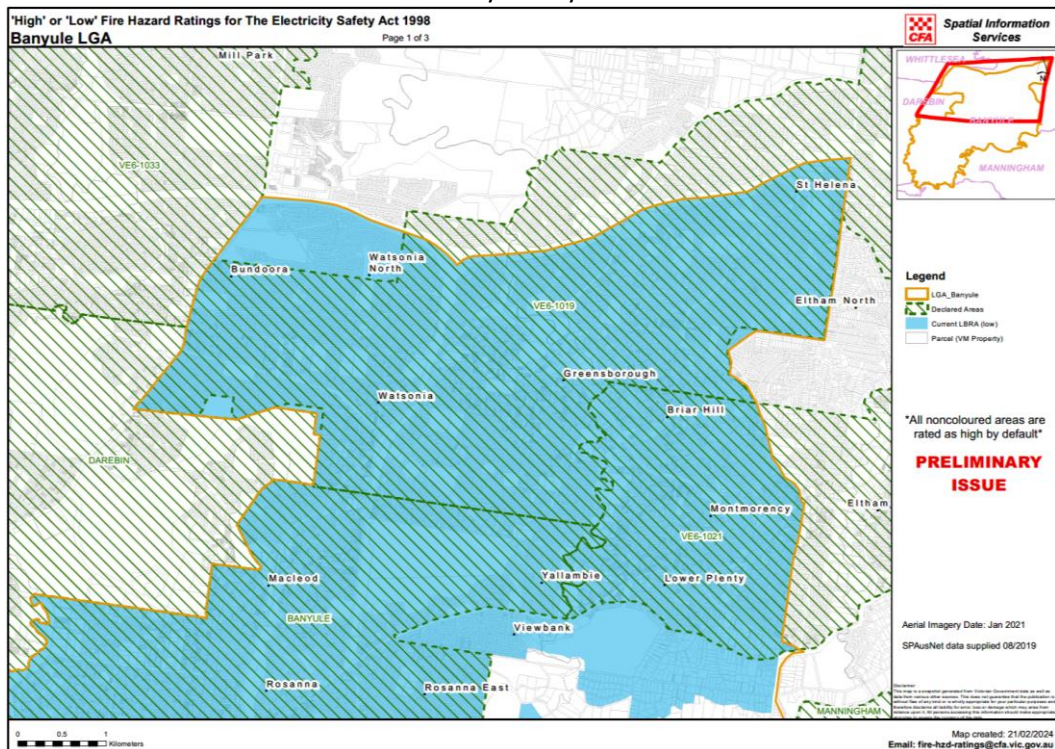 'High' or 'Low' Fire Hazard Ratings for The Electricity Safety Act 1998
Banyule LGA
Page 1 of 3
CFA
Spatial Information
Services
Mill Park
VE6-1033
St Helena
Watsonia
North
Bundoora
VE6-1019
Eltham North
Greensborough
Watsonia
Briar Hill
DAREBIN
Montmorency
Eltham
VE6-1021
Macleod
Yallambie
Lower Plenty
BANYULE
Viewbank
Rosanna
Rosanna East
MANNINGHAM
WHITTLESEA
N
DAREBIN
BANYULE
MANNINGHAM
Legend
LGA_Banyule
Declared Areas
Current LBRA (low)
Parcel (VM Property)
*All noncoloured areas are
rated as high by default*
PRELIMINARY
ISSUE
Aerial Imagery Date: Jan 2021
SPAusNet data supplied 08/2019
Disclaimer
0 0.5 1
Kilometers
Map created: 21/02/2024
Email: fire-hzd-ratings@cfa.vic.gov.au